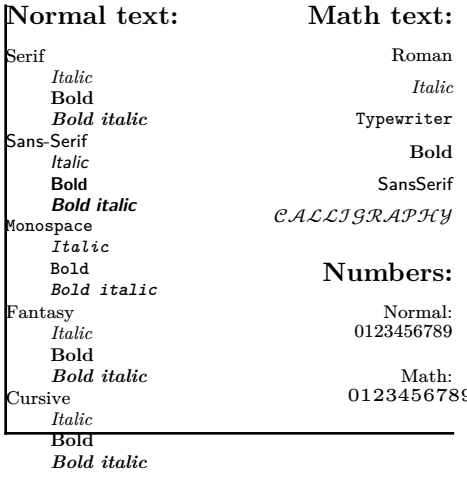 Normal text:
Serif
Italic
Bold
Bold italic
Sans-Serif
Italic
Bold
Bold italic
Monospace
Italic
Bold
Bold italic
Fantasy
Italic
Bold
Bold italic
Cursive
Italic
Bold
Bold italic
Math text:
Roman
Italic
Typewriter
Bold
SansSerif
CALLIGRAPHY
Numbers:
Normal:
0123456789
Math:
0123456789